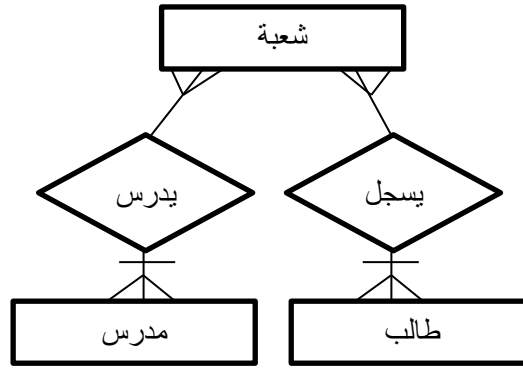 شعبة
يسجل
يدرس
طالب
مدرس